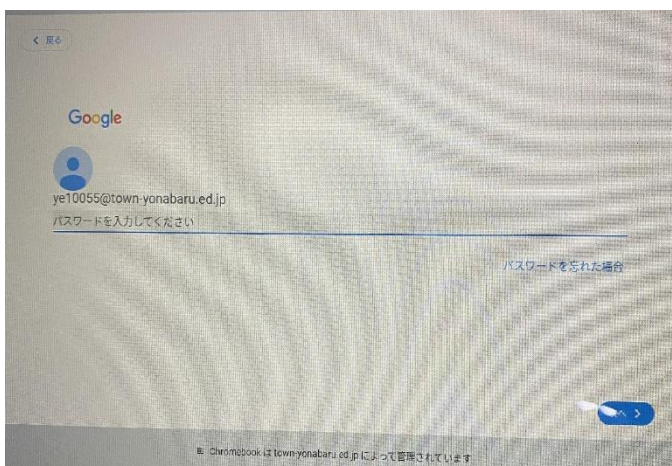 戻る
Google
ye10055@town-yonabaru.ed.jp
パスワードを入力してください
パスワードを忘れた場合
へ
Chromebook は town-yonabaru.ed.jp によって管理されています